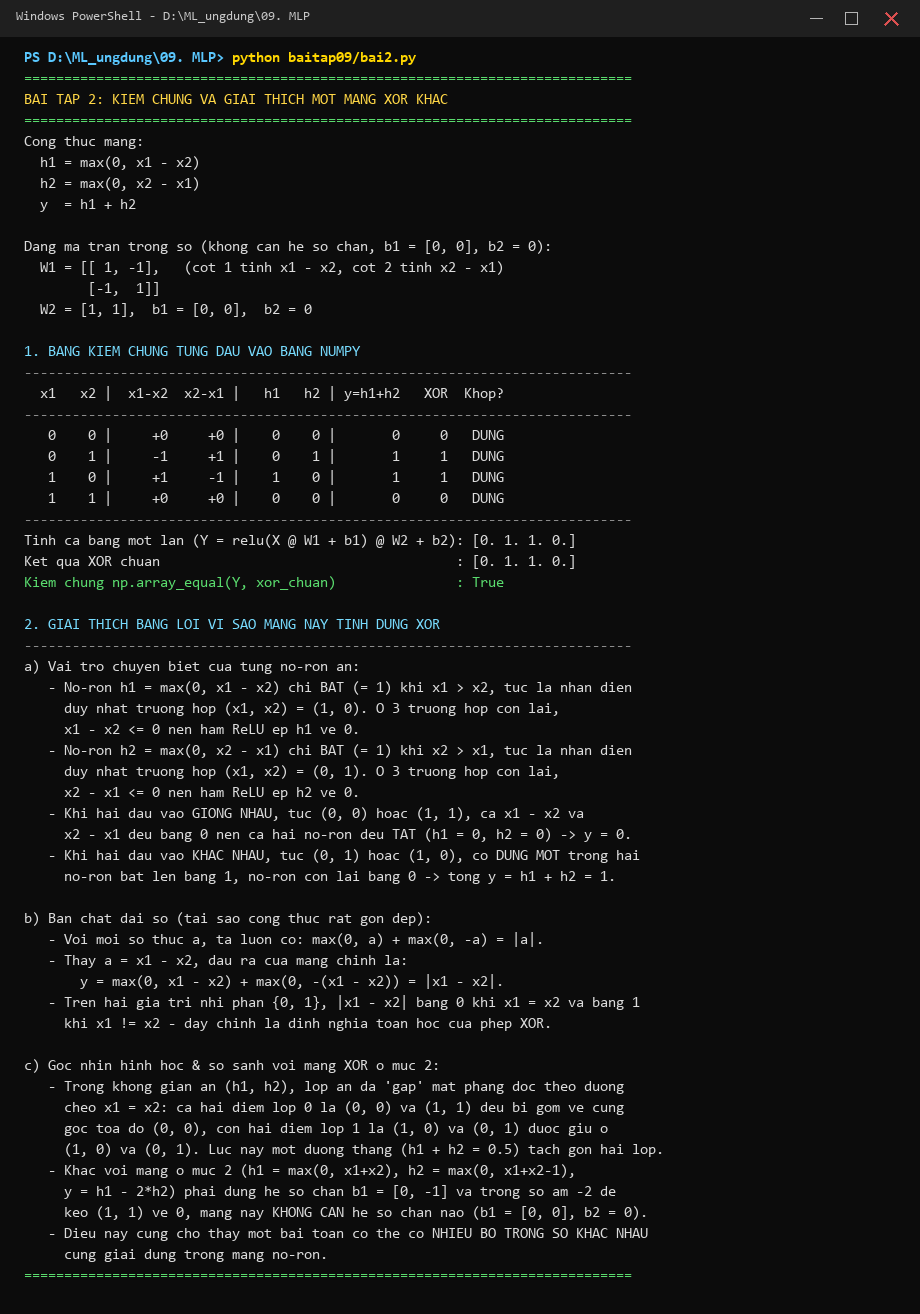 Windows PowerShell - D:\ML_ungdung\09. MLP
PS D:\ML_ungdung\09. MLP> python baitap09/bai2.py
============================================================================
BAI TAP 2: KIEM CHUNG VA GIAI THICH MOT MANG XOR KHAC
============================================================================
Cong thuc mang:
  h1 = max(0, x1 - x2)
  h2 = max(0, x2 - x1)
  y  = h1 + h2

Dang ma tran trong so (khong can he so chan, b1 = [0, 0], b2 = 0):
  W1 = [[ 1, -1],   (cot 1 tinh x1 - x2, cot 2 tinh x2 - x1)
        [-1,  1]]
  W2 = [1, 1],  b1 = [0, 0],  b2 = 0

1. BANG KIEM CHUNG TUNG DAU VAO BANG NUMPY
----------------------------------------------------------------------------
  x1   x2 |  x1-x2  x2-x1 |   h1   h2 | y=h1+h2   XOR  Khop?
----------------------------------------------------------------------------
   0    0 |     +0     +0 |    0    0 |       0     0   DUNG
   0    1 |     -1     +1 |    0    1 |       1     1   DUNG
   1    0 |     +1     -1 |    1    0 |       1     1   DUNG
   1    1 |     +0     +0 |    0    0 |       0     0   DUNG
----------------------------------------------------------------------------
Tinh ca bang mot lan (Y = relu(X @ W1 + b1) @ W2 + b2): [0. 1. 1. 0.]
Ket qua XOR chuan                                     : [0. 1. 1. 0.]
Kiem chung np.array_equal(Y, xor_chuan)               : True

2. GIAI THICH BANG LOI VI SAO MANG NAY TINH DUNG XOR
----------------------------------------------------------------------------
a) Vai tro chuyen biet cua tung no-ron an:
   - No-ron h1 = max(0, x1 - x2) chi BAT (= 1) khi x1 > x2, tuc la nhan dien
     duy nhat truong hop (x1, x2) = (1, 0). O 3 truong hop con lai,
     x1 - x2 <= 0 nen ham ReLU ep h1 ve 0.
   - No-ron h2 = max(0, x2 - x1) chi BAT (= 1) khi x2 > x1, tuc la nhan dien
     duy nhat truong hop (x1, x2) = (0, 1). O 3 truong hop con lai,
     x2 - x1 <= 0 nen ham ReLU ep h2 ve 0.
   - Khi hai dau vao GIONG NHAU, tuc (0, 0) hoac (1, 1), ca x1 - x2 va
     x2 - x1 deu bang 0 nen ca hai no-ron deu TAT (h1 = 0, h2 = 0) -> y = 0.
   - Khi hai dau vao KHAC NHAU, tuc (0, 1) hoac (1, 0), co DUNG MOT trong hai
     no-ron bat len bang 1, no-ron con lai bang 0 -> tong y = h1 + h2 = 1.

b) Ban chat dai so (tai sao cong thuc rat gon dep):
   - Voi moi so thuc a, ta luon co: max(0, a) + max(0, -a) = |a|.
   - Thay a = x1 - x2, dau ra cua mang chinh la:
       y = max(0, x1 - x2) + max(0, -(x1 - x2)) = |x1 - x2|.
   - Tren hai gia tri nhi phan {0, 1}, |x1 - x2| bang 0 khi x1 = x2 va bang 1
     khi x1 != x2 - day chinh la dinh nghia toan hoc cua phep XOR.

c) Goc nhin hinh hoc & so sanh voi mang XOR o muc 2:
   - Trong khong gian an (h1, h2), lop an da 'gap' mat phang doc theo duong
     cheo x1 = x2: ca hai diem lop 0 la (0, 0) va (1, 1) deu bi gom ve cung
     goc toa do (0, 0), con hai diem lop 1 la (1, 0) va (0, 1) duoc giu o
     (1, 0) va (0, 1). Luc nay mot duong thang (h1 + h2 = 0.5) tach gon hai lop.
   - Khac voi mang o muc 2 (h1 = max(0, x1+x2), h2 = max(0, x1+x2-1),
     y = h1 - 2*h2) phai dung he so chan b1 = [0, -1] va trong so am -2 de
     keo (1, 1) ve 0, mang nay KHONG CAN he so chan nao (b1 = [0, 0], b2 = 0).
   - Dieu nay cung cho thay mot bai toan co the co NHIEU BO TRONG SO KHAC NHAU
     cung giai dung trong mang no-ron.
============================================================================